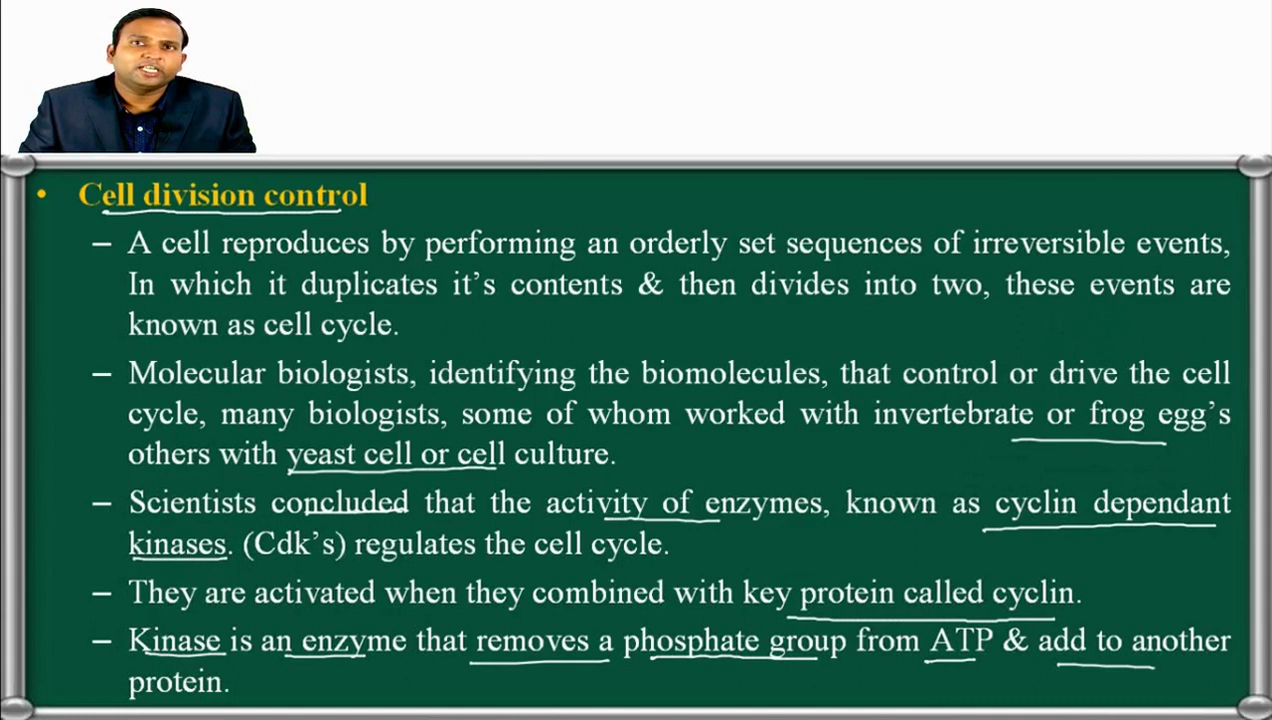 • Cell division control
– A cell reproduces by performing an orderly set sequences of irreversible events,
In which it duplicates it's contents & then divides into two, these events are
known as cell cycle.
– Molecular biologists, identifying the biomolecules, that control or drive the cell
cycle, many biologists, some of whom worked with invertebrate or frog egg's
others with yeast cell or cell culture.
– Scientists concluded that the activity of enzymes, known as cyclin dependant
kinases. (Cdk's) regulates the cell cycle.
– They are activated when they combined with key protein called cyclin.
– Kinase is an enzyme that removes a phosphate group from ATP & add to another
protein.